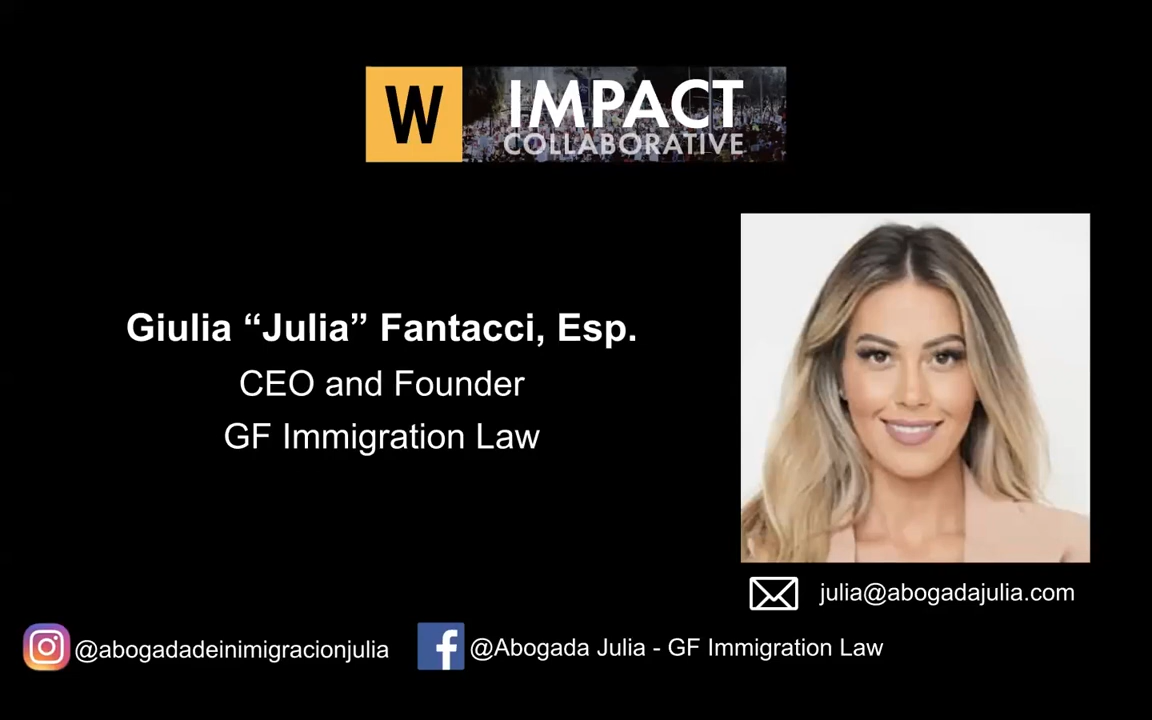 W IMPACT
COLLABORATIVE
Giulia “Julia” Fantacci, Esp.
CEO and Founder
GF Immigration Law
julia@abogadajulia.com
@abogadadeinimigracionjulia
@Abogada Julia - GF Immigration Law